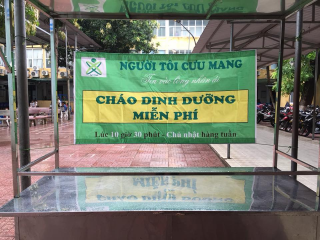 NGƯỜI TÔI CƯU MANG
CHÁO DINH DƯỠNG
MIỄN PHÍ
Lúc 10 giờ 30 phút - Chủ nhật hàng tuần